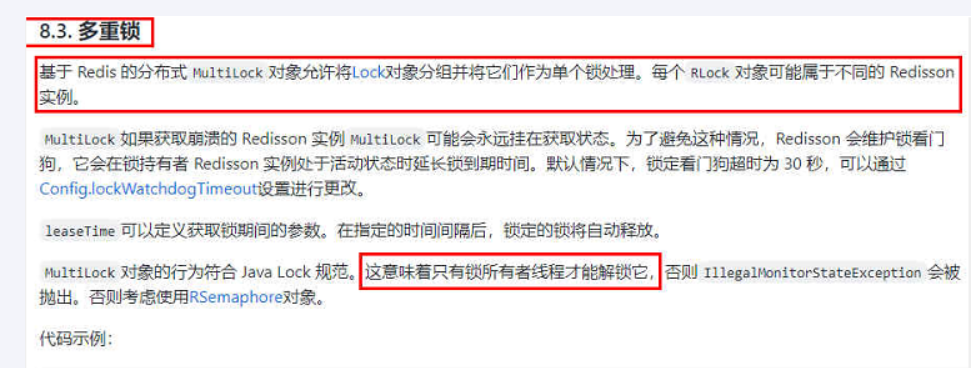 8.3. 多重锁
基于 Redis 的分布式 MultiLock 对象允许将Lock对象分组并将它们作为单个锁处理。每个 RLock 对象可能属于不同的 Redisson
实例。
MultiLock 如果获取崩溃的 Redisson 实例 MultiLock 可能会永远挂在获取状态。为了避免这种情况，Redisson 会维护锁看门
狗，它会在锁持有者 Redisson 实例处于活动状态时延长锁到期时间。默认情况下，锁定看门狗超时为 30 秒，可以通过
Config.lockWatchdogTimeout设置进行更改。
leaseTime 可以定义获取锁期间的参数。在指定的时间间隔后，锁定的锁将自动释放。
MultiLock 对象的行为符合 Java Lock 规范。这意味着只有锁所有者线程才能解锁它，否则 IllegalMonitorStateException 会被
抛出。否则考虑使用RSemaphore对象。
代码示例：